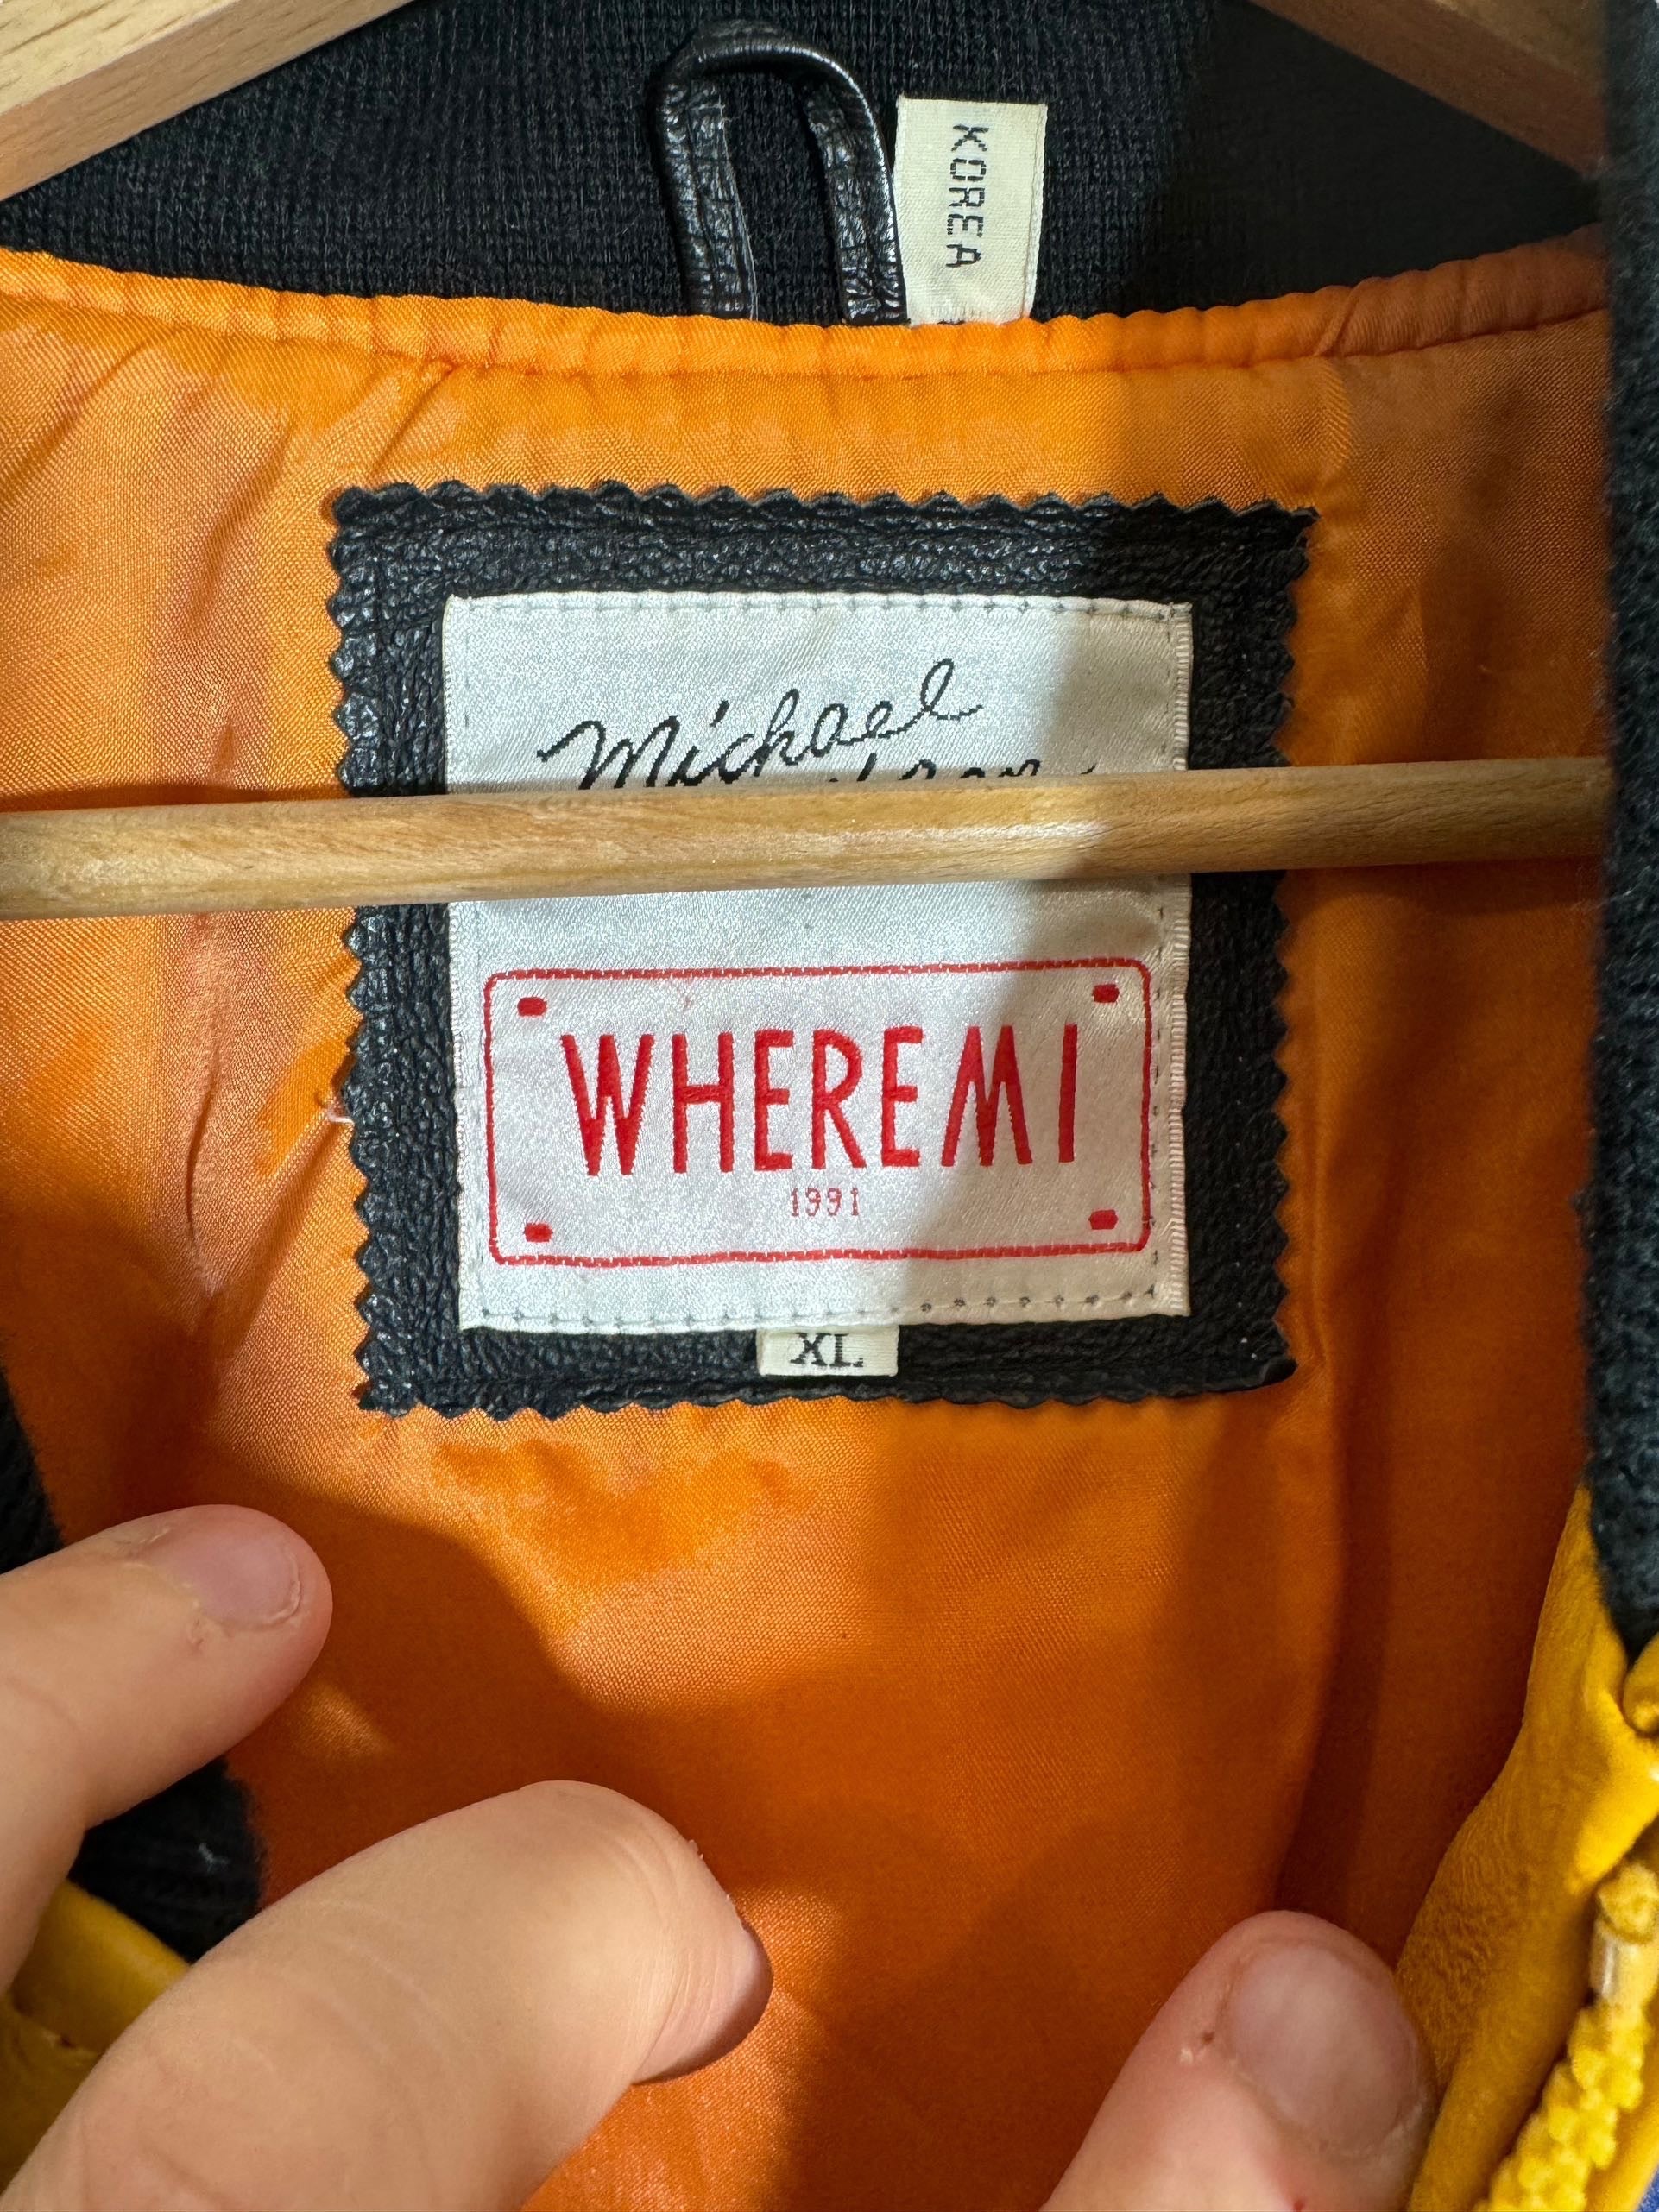 KOREA
Michael
WHEREMI
1991
XL